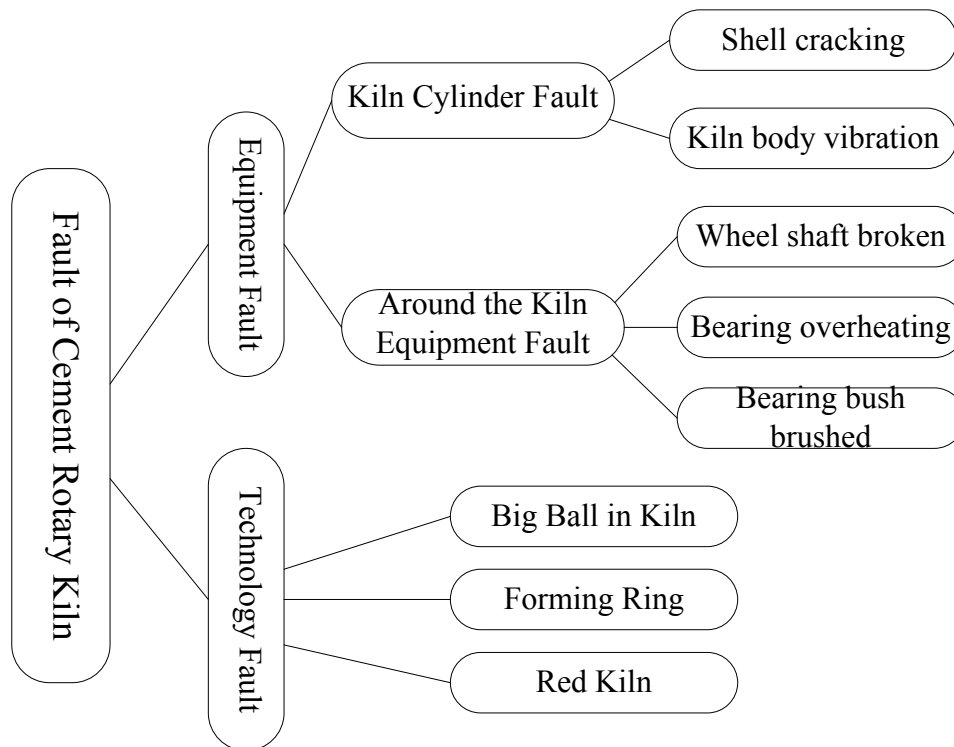 Fault of Cement Rotary Kiln
Equipment Fault
Kiln Cylinder Fault
Shell cracking
Kiln body vibration
Around the Kiln
Equipment Fault
Wheel shaft broken
Bearing overheating
Bearing bush
brushed
Technology Fault
Big Ball in Kiln
Forming Ring
Red Kiln